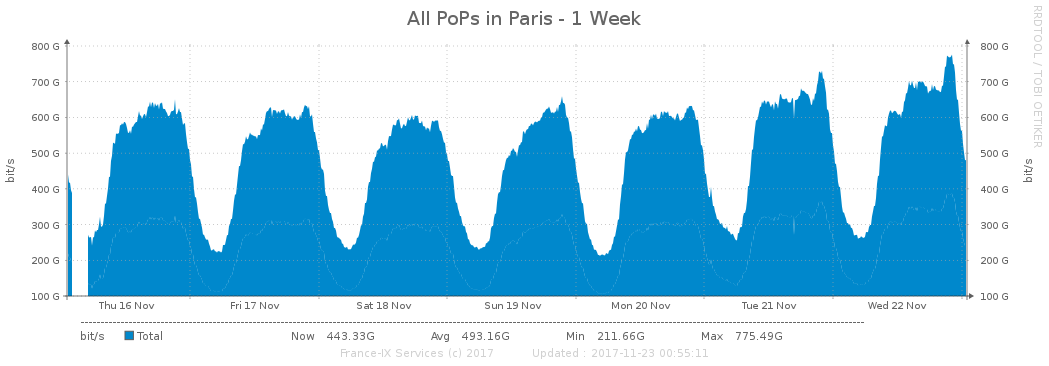 All PoPs in Paris - 1 Week
RRDTOOL / TOBI OETIKER
bit/s
800 G
700 G
600 G
500 G
400 G
300 G
200 G
100 G
800 G
700 G
600 G
500 G
400 G
300 G
200 G
100 G
bit/s
Thu 16 Nov Fri 17 Nov Sat 18 Nov Sun 19 Nov Mon 20 Nov Tue 21 Nov Wed 22 Nov
bit/s Total Now 443.33G Avg 493.16G Min 211.66G Max 775.49G
France-IX Services (c) 2017 Updated : 2017-11-23 00:55:11